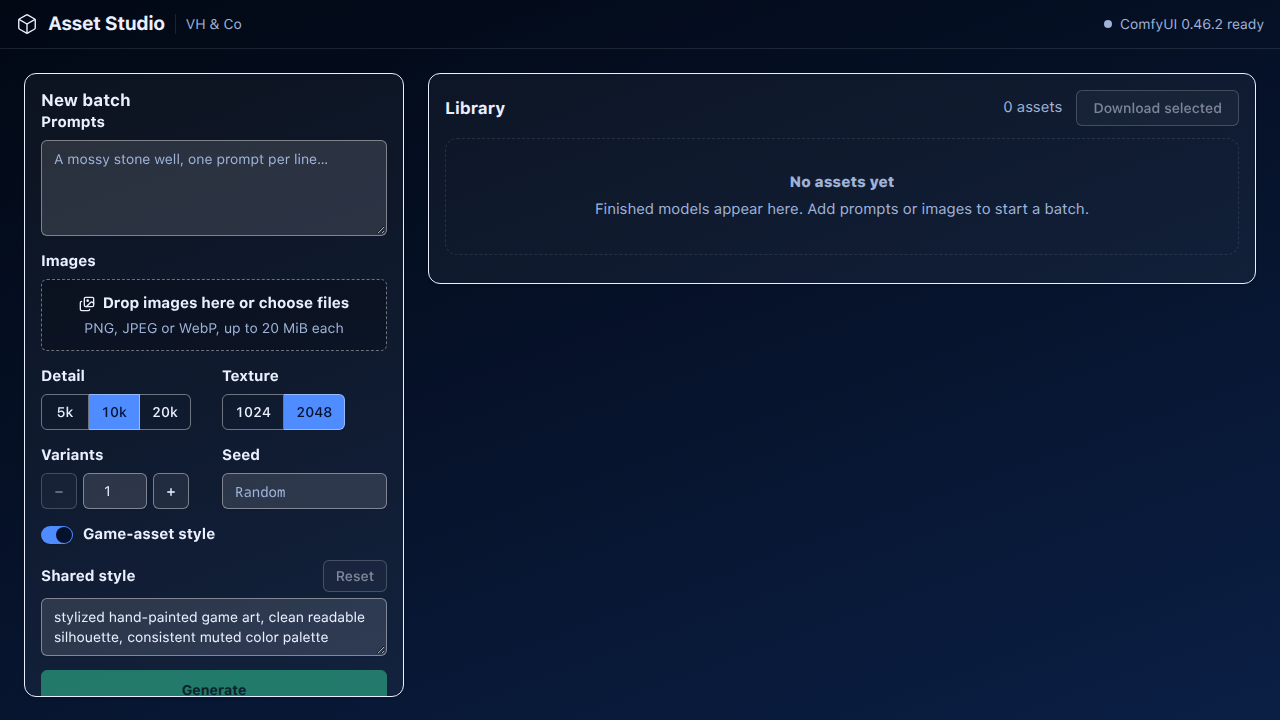 Asset Studio
VH & Co
ComfyUI 0.46.2 ready
New batch
Prompts
A mossy stone well, one prompt per line…
Images
Drop images here or choose files
PNG, JPEG or WebP, up to 20 MiB each
Detail
Texture
5k 10k 20k
1024 2048
Variants
Seed
− 1 +
Random
Game-asset style
Shared style
Reset
stylized hand-painted game art, clean readable
silhouette, consistent muted color palette
Generate
Library
0 assets
Download selected
No assets yet
Finished models appear here. Add prompts or images to start a batch.